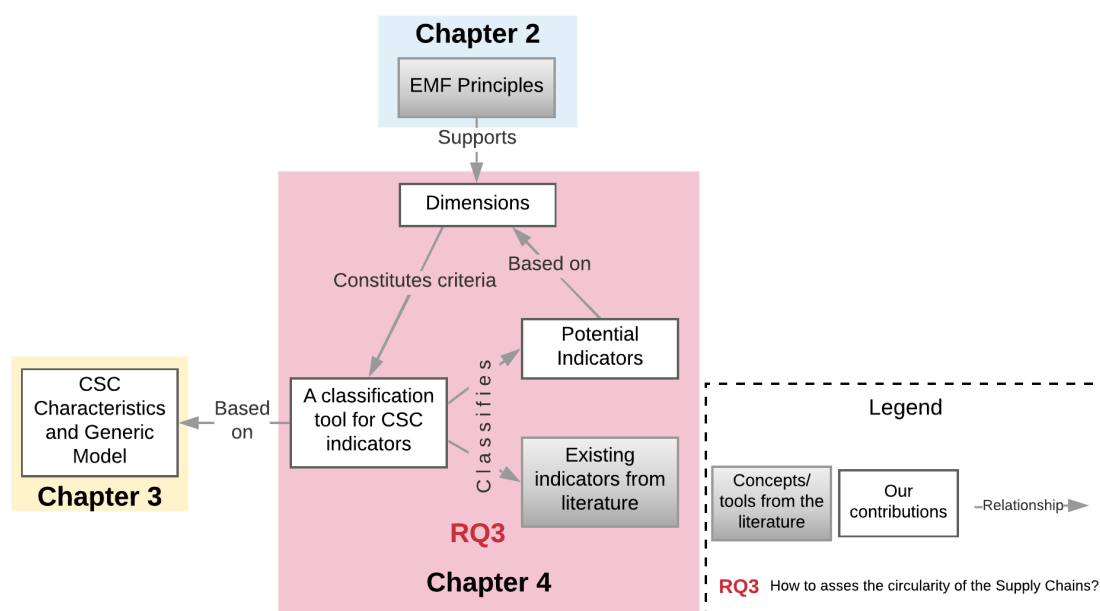 Chapter 2
EMF Principles
Supports
Dimensions
Constitutes criteria
Based on
Potential
Indicators
CSC
Characteristics
and Generic
Model
Chapter 3
Based
on
A classification
tool for CSC
indicators
Classifies
Existing
indicators from
literature
RQ3
Chapter 4
Legend
Concepts/
tools from the
literature
Our
contributions
Relationship
RQ3 How to asses the circularity of the Supply Chains?